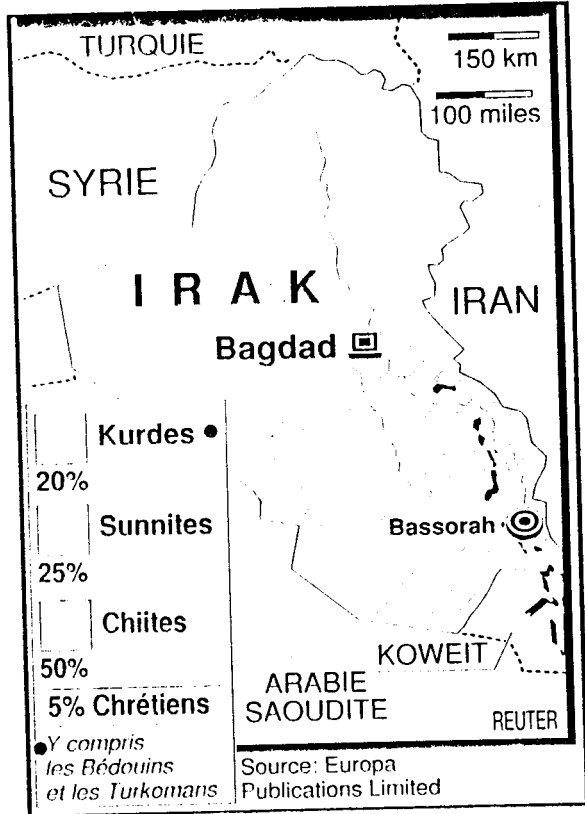 TURQUIE
150 km
100 miles
SYRIE
I R A K
IRAN
Bagdad
Kurdes ●
20%
Sunnites
25%
Bassorah
Chiites
50%
KOWEIT
5% Chrétiens
ARABIE
SAOUDITE
REUTER
●Y compris
les Bédouins
et les Turkomans
Source: Europa
Publications Limited